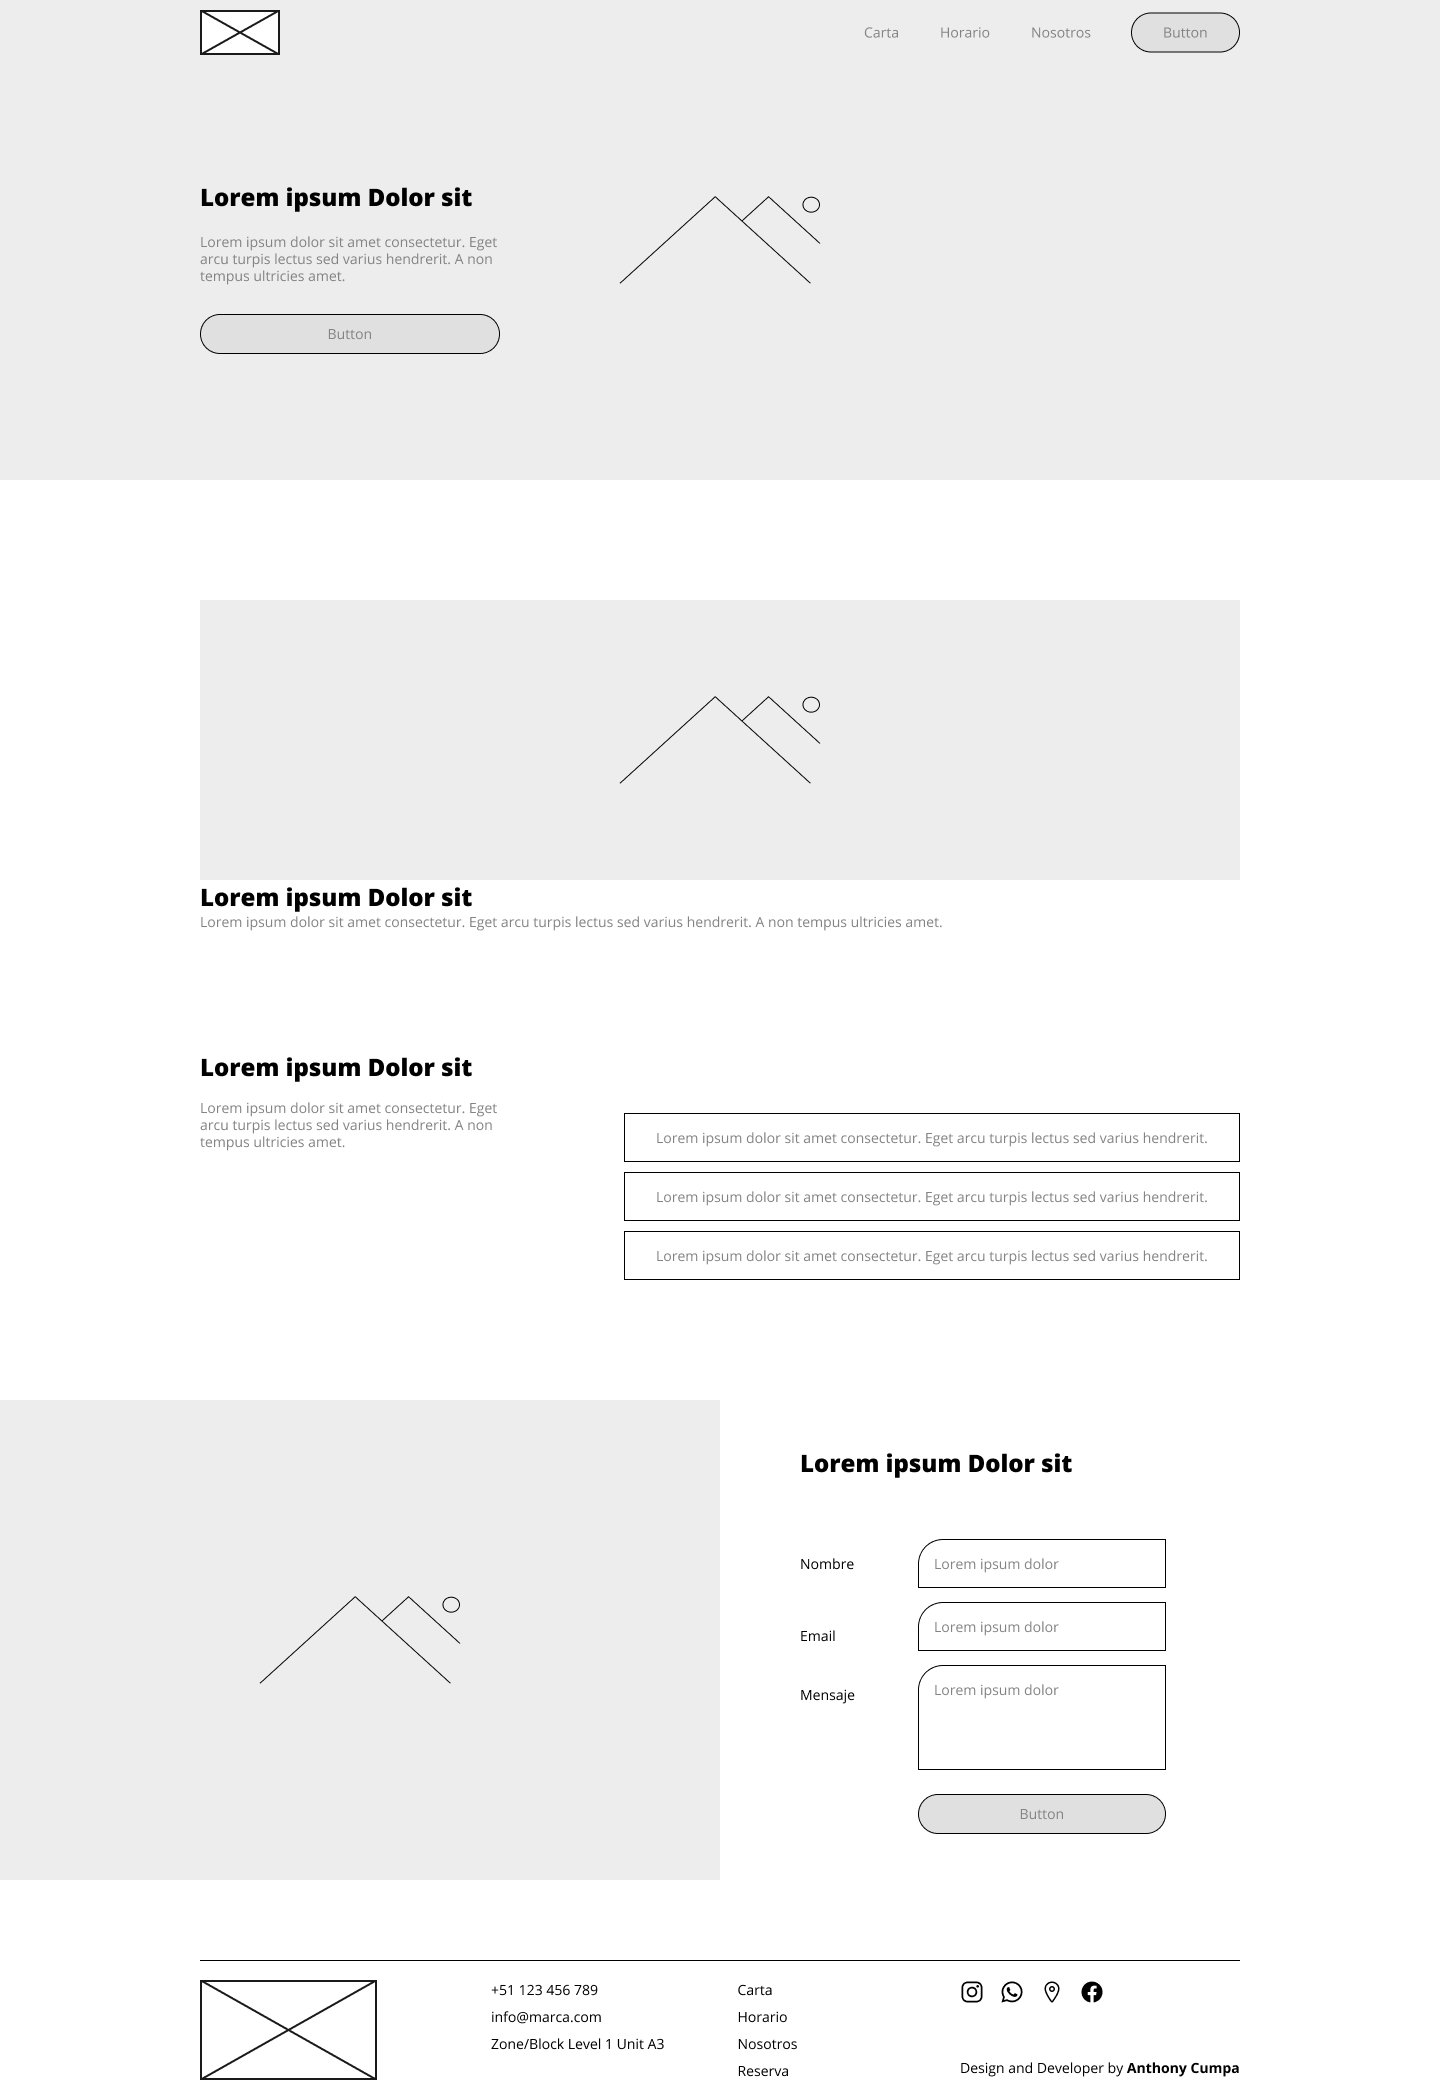 Carta
Horario
Nosotros
Button
Lorem ipsum Dolor sit
Lorem ipsum dolor sit amet consectetur. Eget
arcu turpis lectus sed varius hendrerit. A non
tempus ultricies amet.
Button
Lorem ipsum Dolor sit
Lorem ipsum dolor sit amet consectetur. Eget arcu turpis lectus sed varius hendrerit. A non tempus ultricies amet.
Lorem ipsum Dolor sit
Lorem ipsum dolor sit amet consectetur. Eget
arcu turpis lectus sed varius hendrerit. A non
tempus ultricies amet.
Lorem ipsum dolor sit amet consectetur. Eget arcu turpis lectus sed varius hendrerit.
Lorem ipsum dolor sit amet consectetur. Eget arcu turpis lectus sed varius hendrerit.
Lorem ipsum dolor sit amet consectetur. Eget arcu turpis lectus sed varius hendrerit.
Lorem ipsum Dolor sit
Nombre
Lorem ipsum dolor
Email
Lorem ipsum dolor
Mensaje
Lorem ipsum dolor
Button
+51 123 456 789
info@marca.com
Zone/Block Level 1 Unit A3
Carta
Horario
Nosotros
Reserva
Design and Developer by Anthony Cumpa